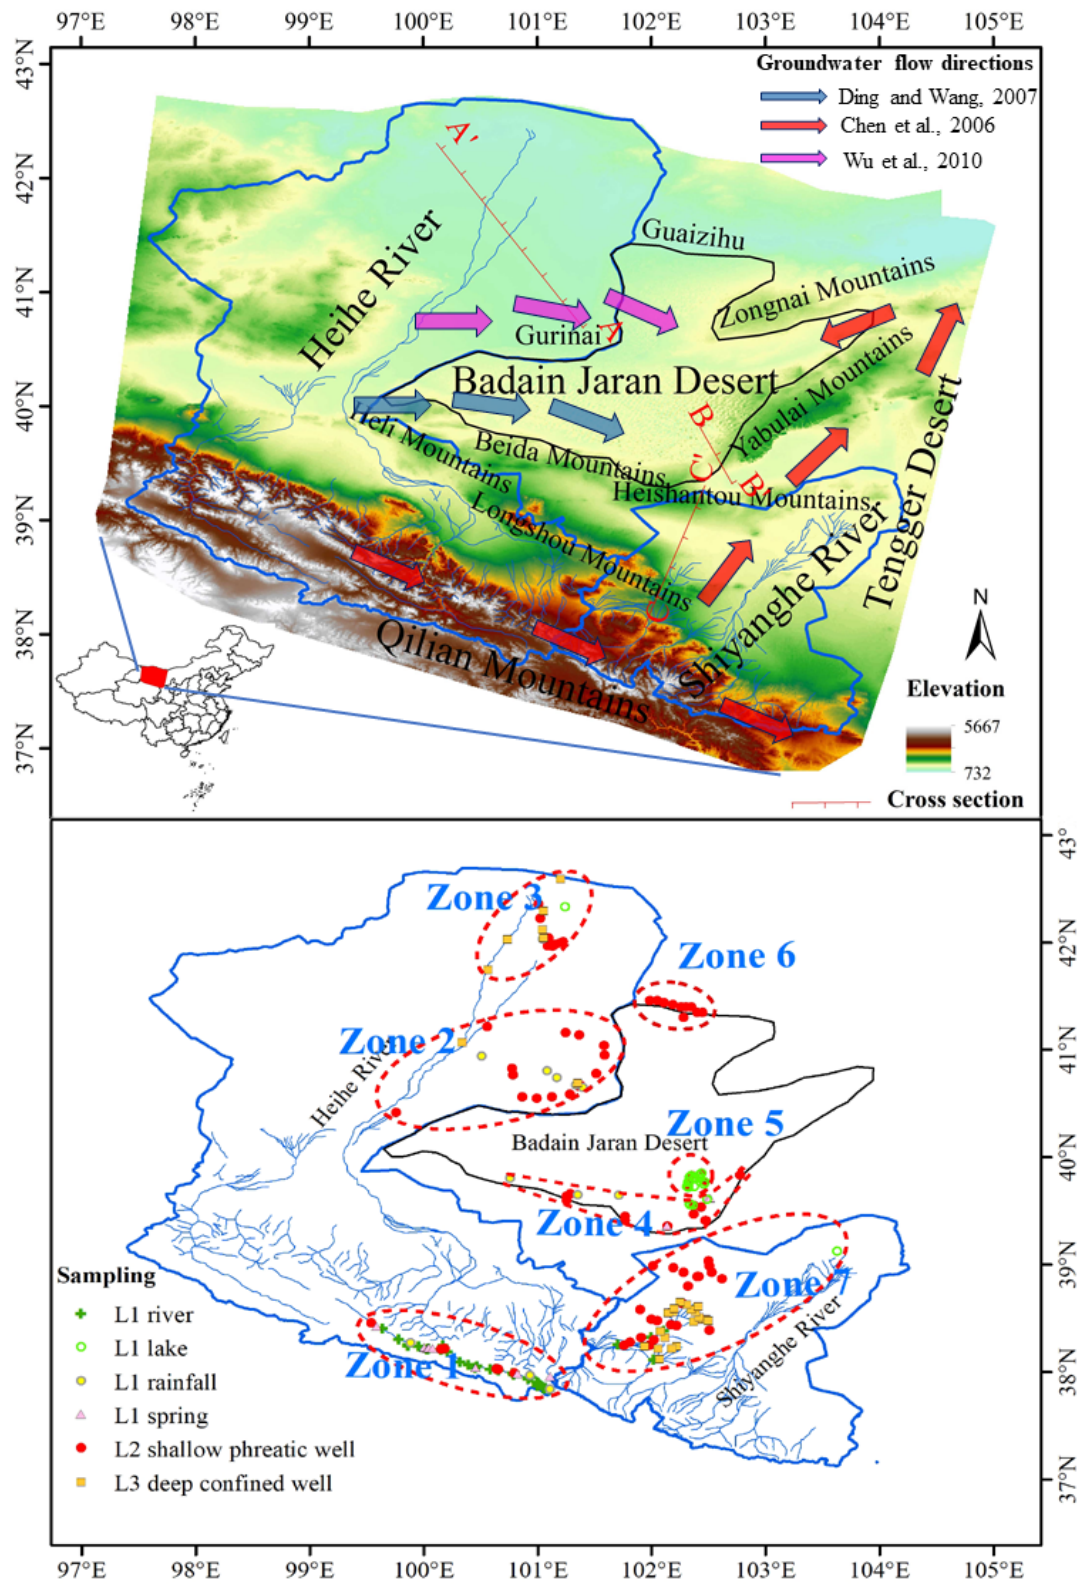 97°E 98°E 99°E 100°E 101°E 102°E 103°E 104°E 105°E
43°N
42°N
41°N
40°N
39°N
38°N
37°N
Groundwater flow directions
Ding and Wang, 2007
Chen et al., 2006
Wu et al., 2010
A'
Heihe River
Guaizihu
Zongnai Mountains
Gurinai
A
Badain Jaran Desert
Yabulai Mountains
Heli Mountains
Beida Mountains
B
C'
B'
Heishantou Mountains
Longshou Mountains
Tengger Desert
C
Shiyanghe River
Qilian Mountains
N
Elevation
5667
732
Cross section
43°
42°N
41°N
40°N
39°N
38°N
37°N
Zone 3
Zone 6
Zone 2
Heihe River
Zone 5
Badain Jaran Desert
Zone 4
Zone 7
Zone 1
Shiyanghe River
Sampling
L1 river
L1 lake
L1 rainfall
L1 spring
L2 shallow phreatic well
L3 deep confined well
97°E 98°E 99°E 100°E 101°E 102°E 103°E 104°E 105°E